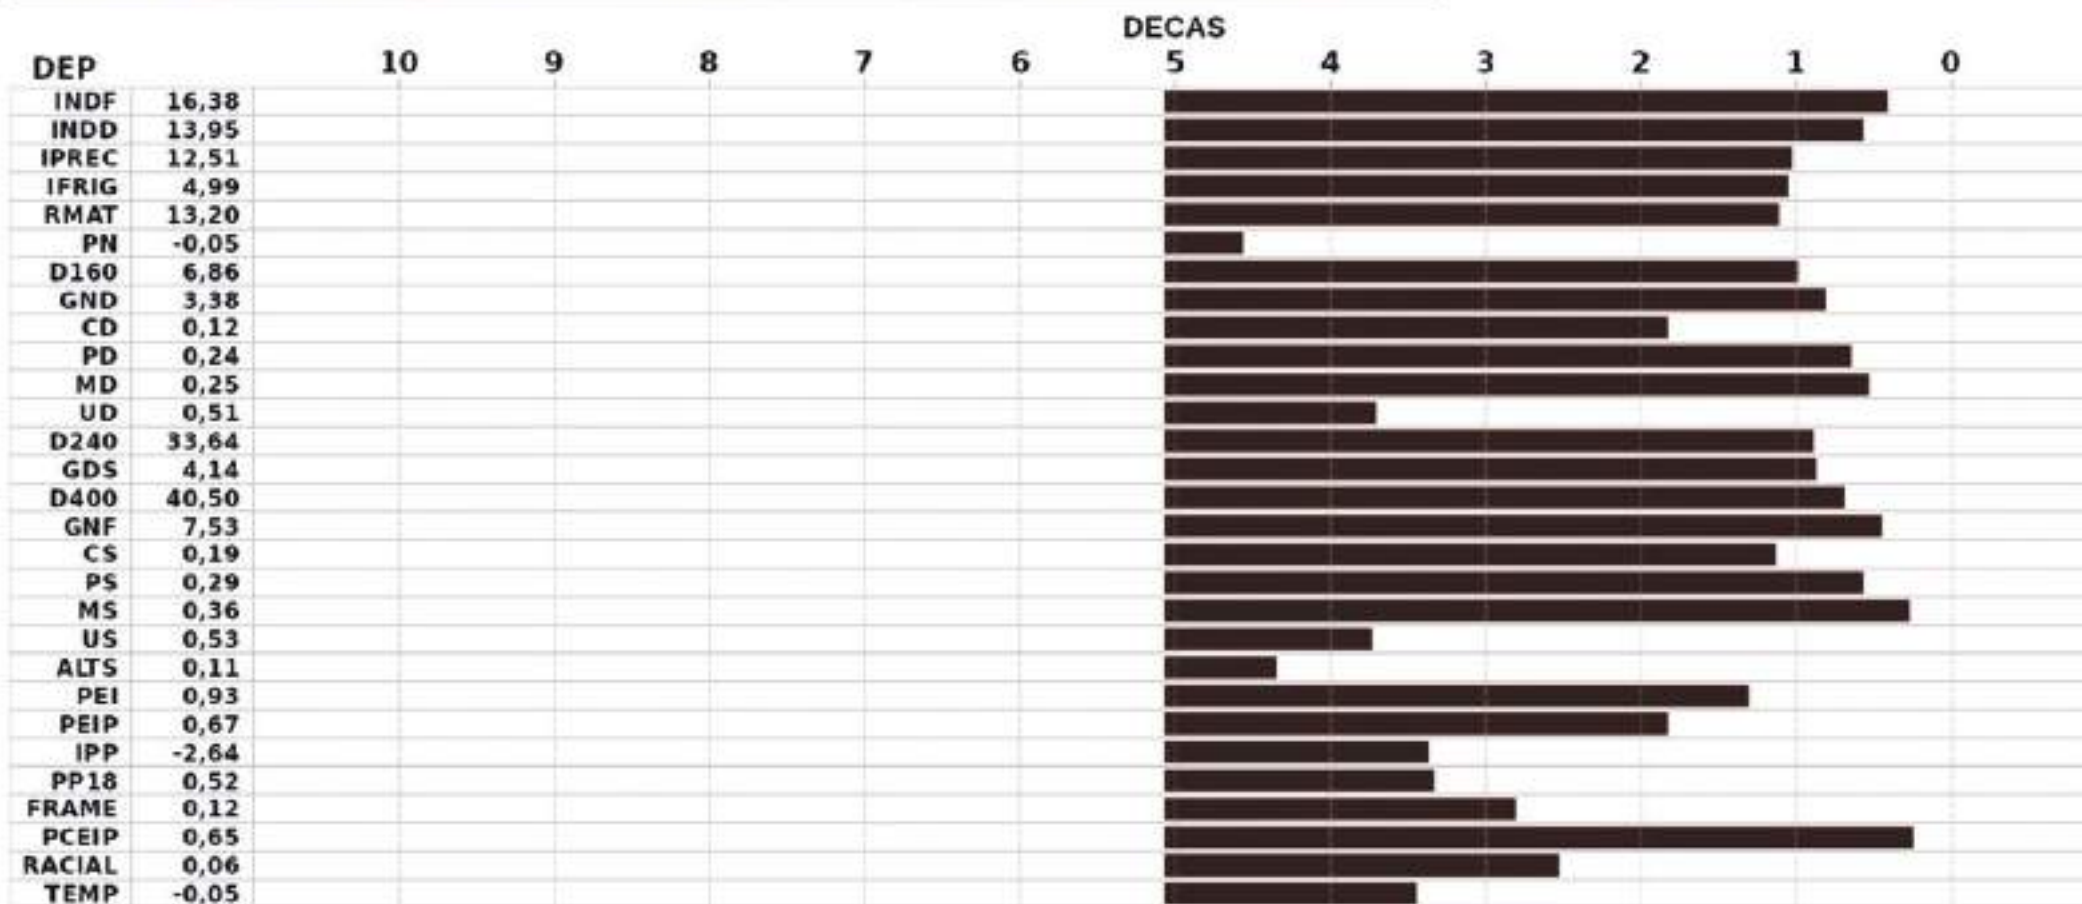 DECAS
DEP 10 9 8 7 6 5 4 3 2 1 0
INDF 16,38
INDD 13,95
IPREC 12,51
IFRIG 4,99
RMAT 13,20
PN -0,05
D160 6,86
GND 3,38
CD 0,12
PD 0,24
MD 0,25
UD 0,51
D240 33,64
GDS 4,14
D400 40,50
GNF 7,53
CS 0,19
PS 0,29
MS 0,36
US 0,53
ALTS 0,11
PEI 0,93
PEIP 0,67
IPP -2,64
PP18 0,52
FRAME 0,12
PCEIP 0,65
RACIAL 0,06
TEMP -0,05